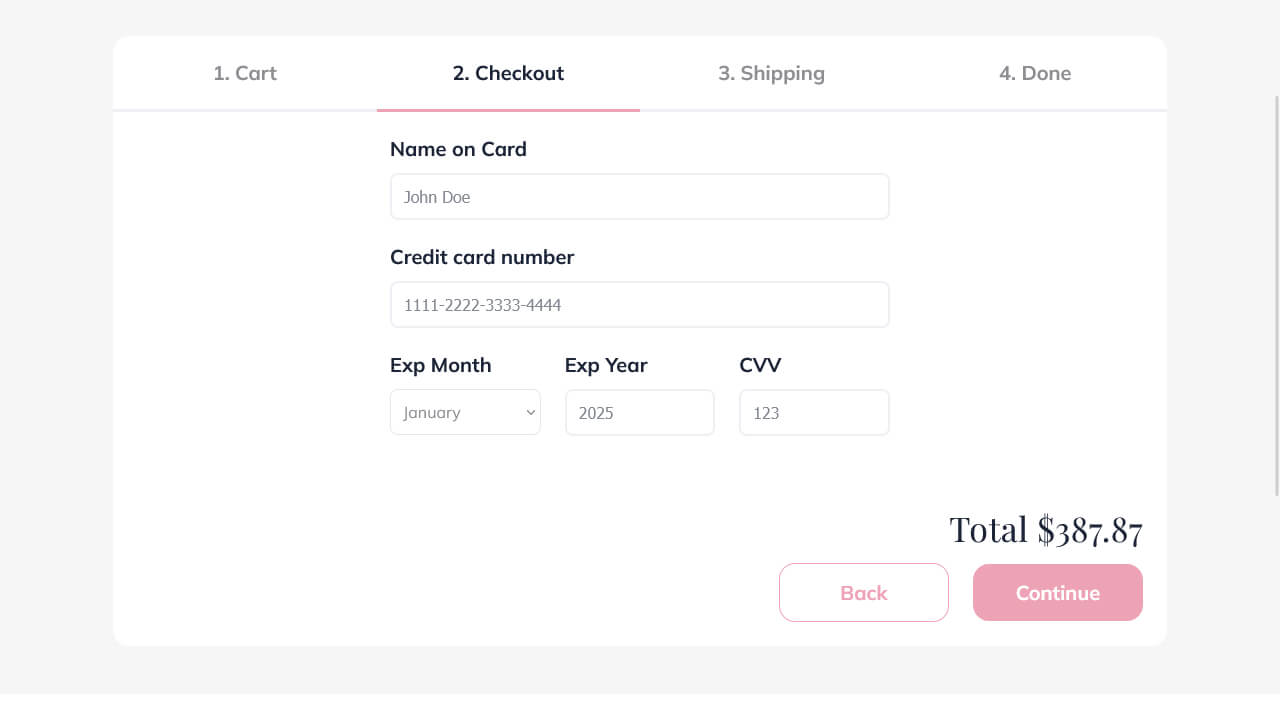 1. Cart 2. Checkout 3. Shipping 4. Done
Name on Card
John Doe
Credit card number
1111-2222-3333-4444
Exp Month Exp Year CVV
January 2025 123
Total $387.87
Back Continue